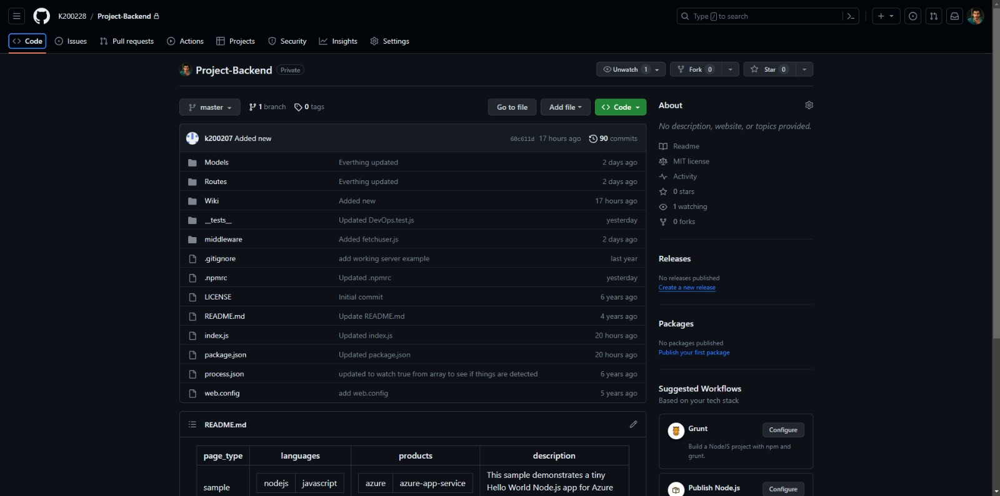 K200228 / Project-Backend
Type / to search
Code Issues Pull requests Actions Projects Security Insights Settings
Project-Backend Private
Unwatch 1 Fork 0 Star 0
master 1 branch 0 tags Go to file Add file Code
k200207 Added new 60c611d 17 hours ago 90 commits
Models Everthing updated 2 days ago
Routes Everthing updated 2 days ago
Wiki Added new 17 hours ago
__tests__ Updated DevOps.test.js yesterday
middleware Added fetchuser.js 2 days ago
.gitignore add working server example last year
.npmrc Updated .npmrc yesterday
LICENSE Initial commit 6 years ago
README.md Update README.md 4 years ago
index.js Updated index.js 20 hours ago
package.json Updated package.json 20 hours ago
process.json updated to watch true from array to see if things are detected 6 years ago
web.config add web.config 5 years ago
README.md
page_type languages products description
sample nodejs javascript azure azure-app-service This sample demonstrates a tiny
Hello World Node.js app for Azure
About
No description, website, or topics provided.
Readme
MIT license
Activity
0 stars
1 watching
0 forks
Releases
No releases published
Create a new release
Packages
No packages published
Publish your first package
Suggested Workflows
Based on your tech stack
Grunt Configure
Build a NodeJS project with npm and
grunt.
Publish Node.js Configure